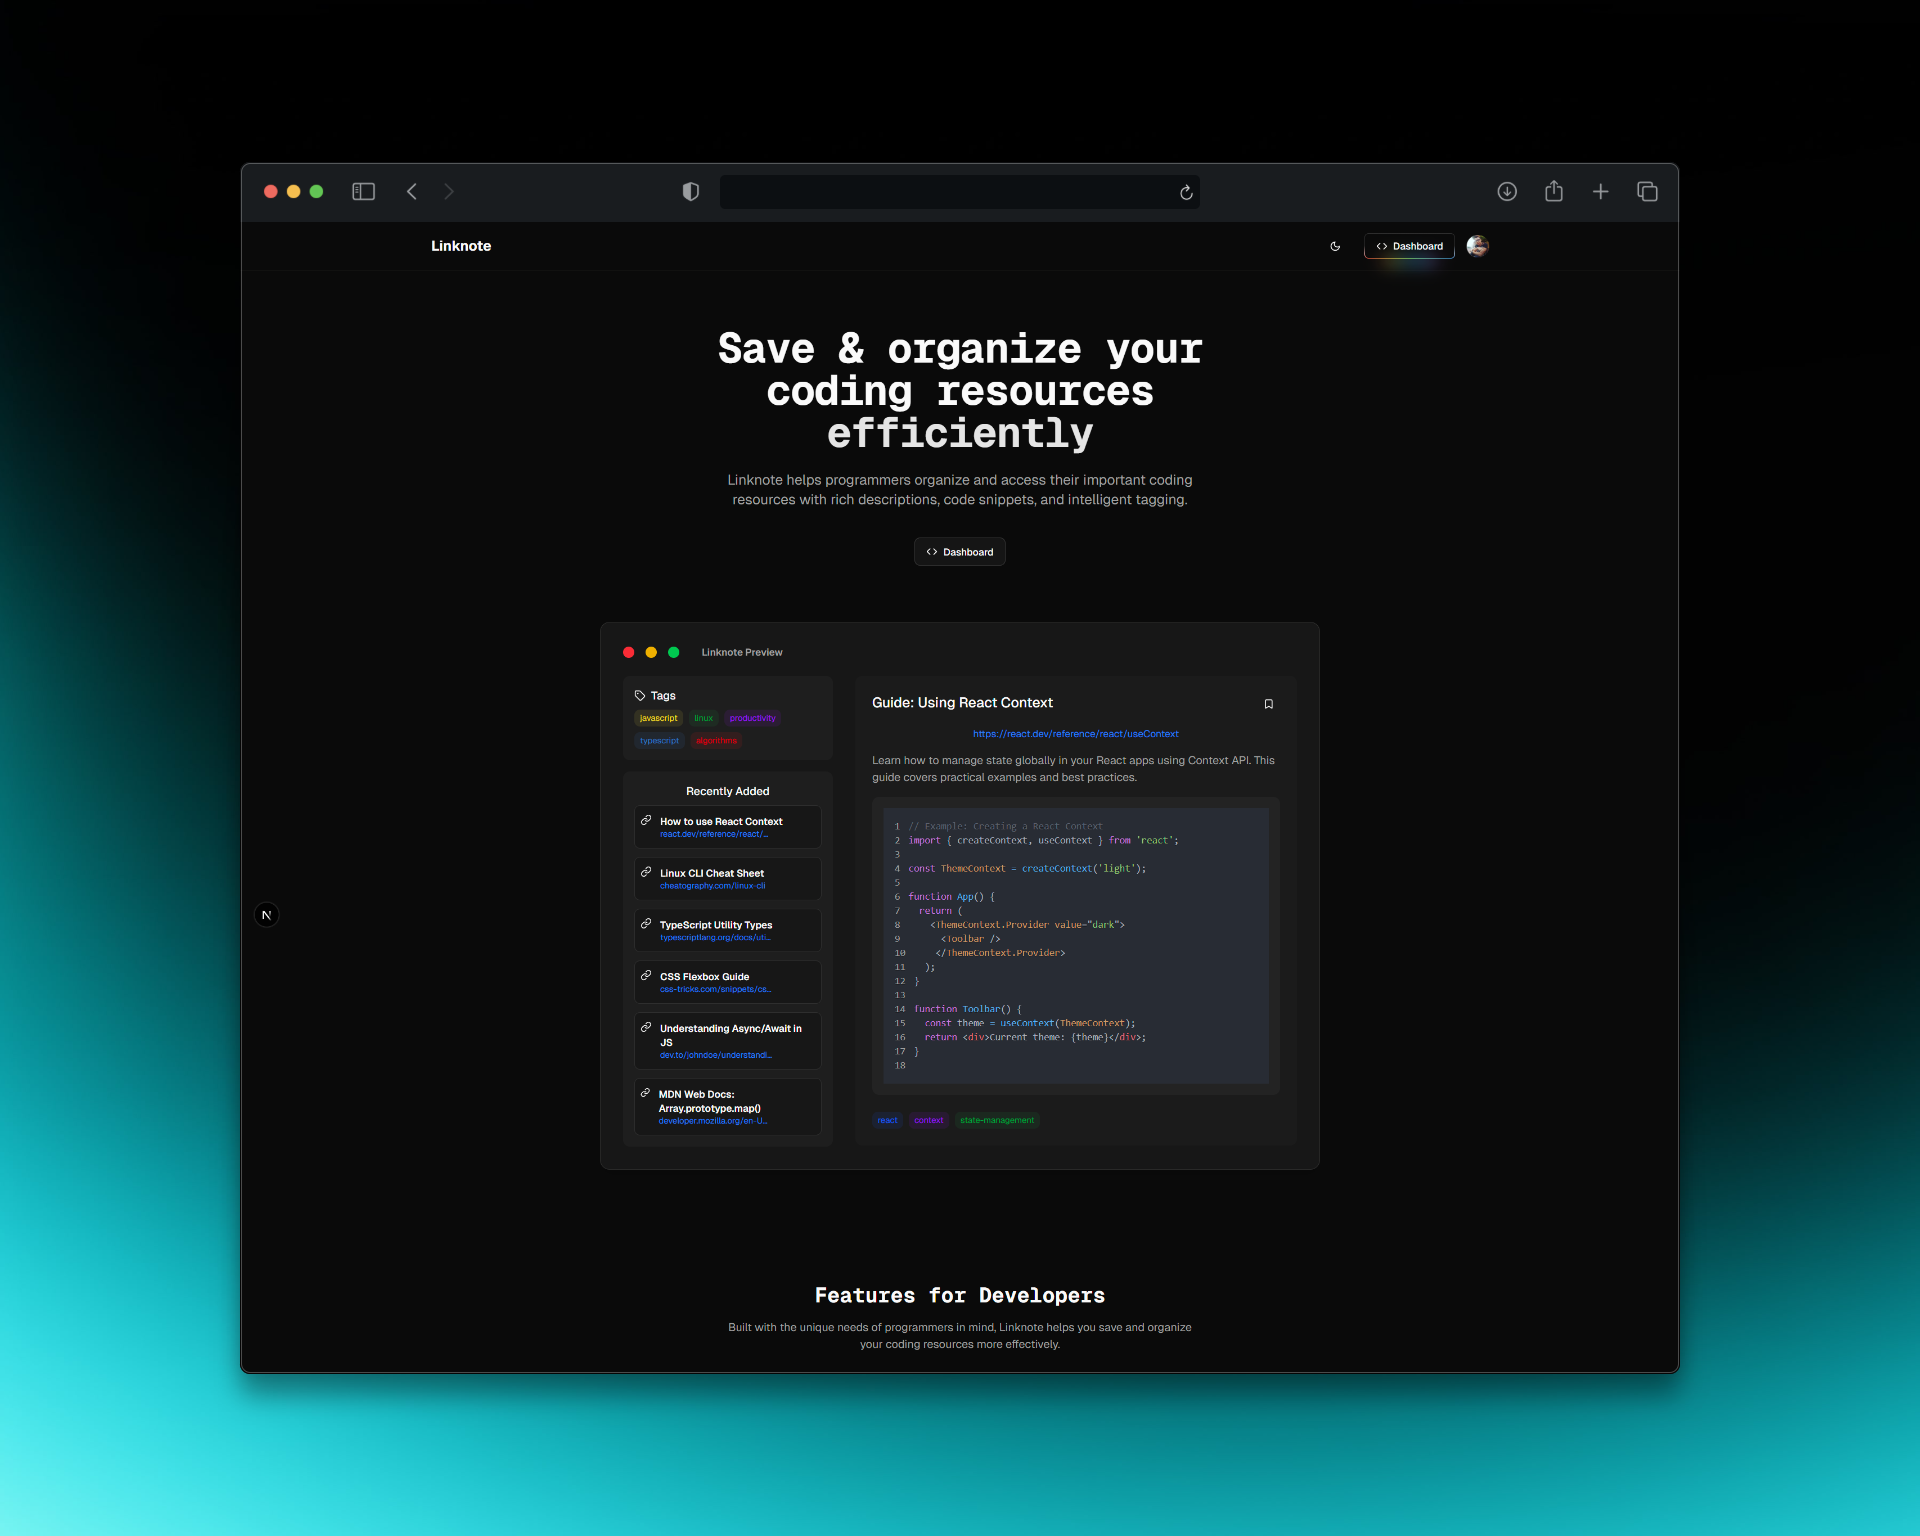 Linknote
Dashboard
Save & organize your
coding resources
efficiently
Linknote helps programmers organize and access their important coding
resources with rich descriptions, code snippets, and intelligent tagging.
Dashboard
Linknote Preview
Tags
javascript linux productivity
typescript algorithms
Recently Added
How to use React Context
react.dev/reference/react/...
Linux CLI Cheat Sheet
cheatography.com/linux-cli
TypeScript Utility Types
typescriptlang.org/docs/uti...
CSS Flexbox Guide
css-tricks.com/snippets/cs...
Understanding Async/Await in
JS
dev.to/johndoe/understandi...
MDN Web Docs:
Array.prototype.map()
developer.mozilla.org/en-U...
Guide: Using React Context
https://react.dev/reference/react/useContext
Learn how to manage state globally in your React apps using Context API. This
guide covers practical examples and best practices.
1 // Example: Creating a React Context
2 import { createContext, useContext } from 'react';
3
4 const ThemeContext = createContext('light');
5
6 function App() {
7 return (
8 <ThemeContext.Provider value="dark">
9 <Toolbar />
10 </ThemeContext.Provider>
11 );
12 }
13
14 function Toolbar() {
15 const theme = useContext(ThemeContext);
16 return <div>Current theme: {theme}</div>;
17 }
18
react context state-management
N
Features for Developers
Built with the unique needs of programmers in mind, Linknote helps you save and organize
your coding resources more effectively.